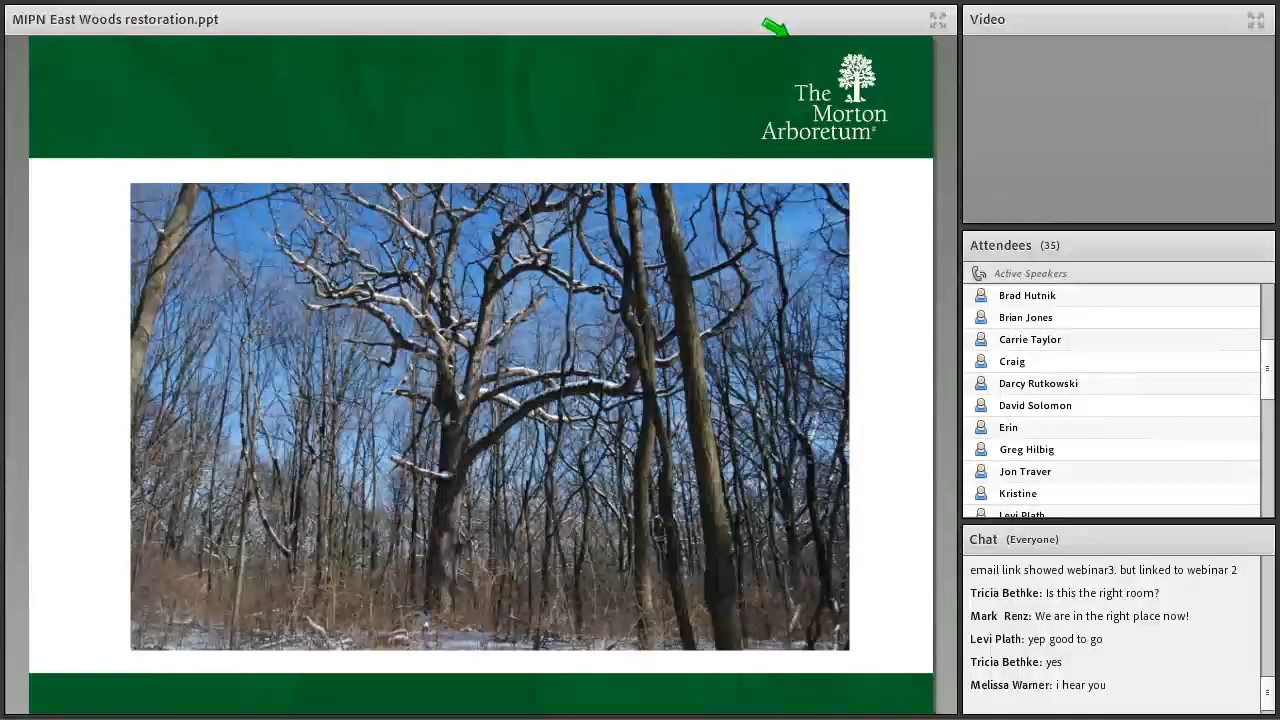 MIPN East Woods restoration.ppt
The
Morton
Arboretum®
Video
Attendees (35)
Active Speakers
Brad Hutnik
Brian Jones
Carrie Taylor
Craig
Darcy Rutkowski
David Solomon
Erin
Greg Hilbig
Jon Traver
Kristine
Levi Plath
Chat (Everyone)
email link showed webinar3. but linked to webinar 2
Tricia Bethke: Is this the right room?
Mark Renz: We are in the right place now!
Levi Plath: yep good to go
Tricia Bethke: yes
Melissa Warner: i hear you